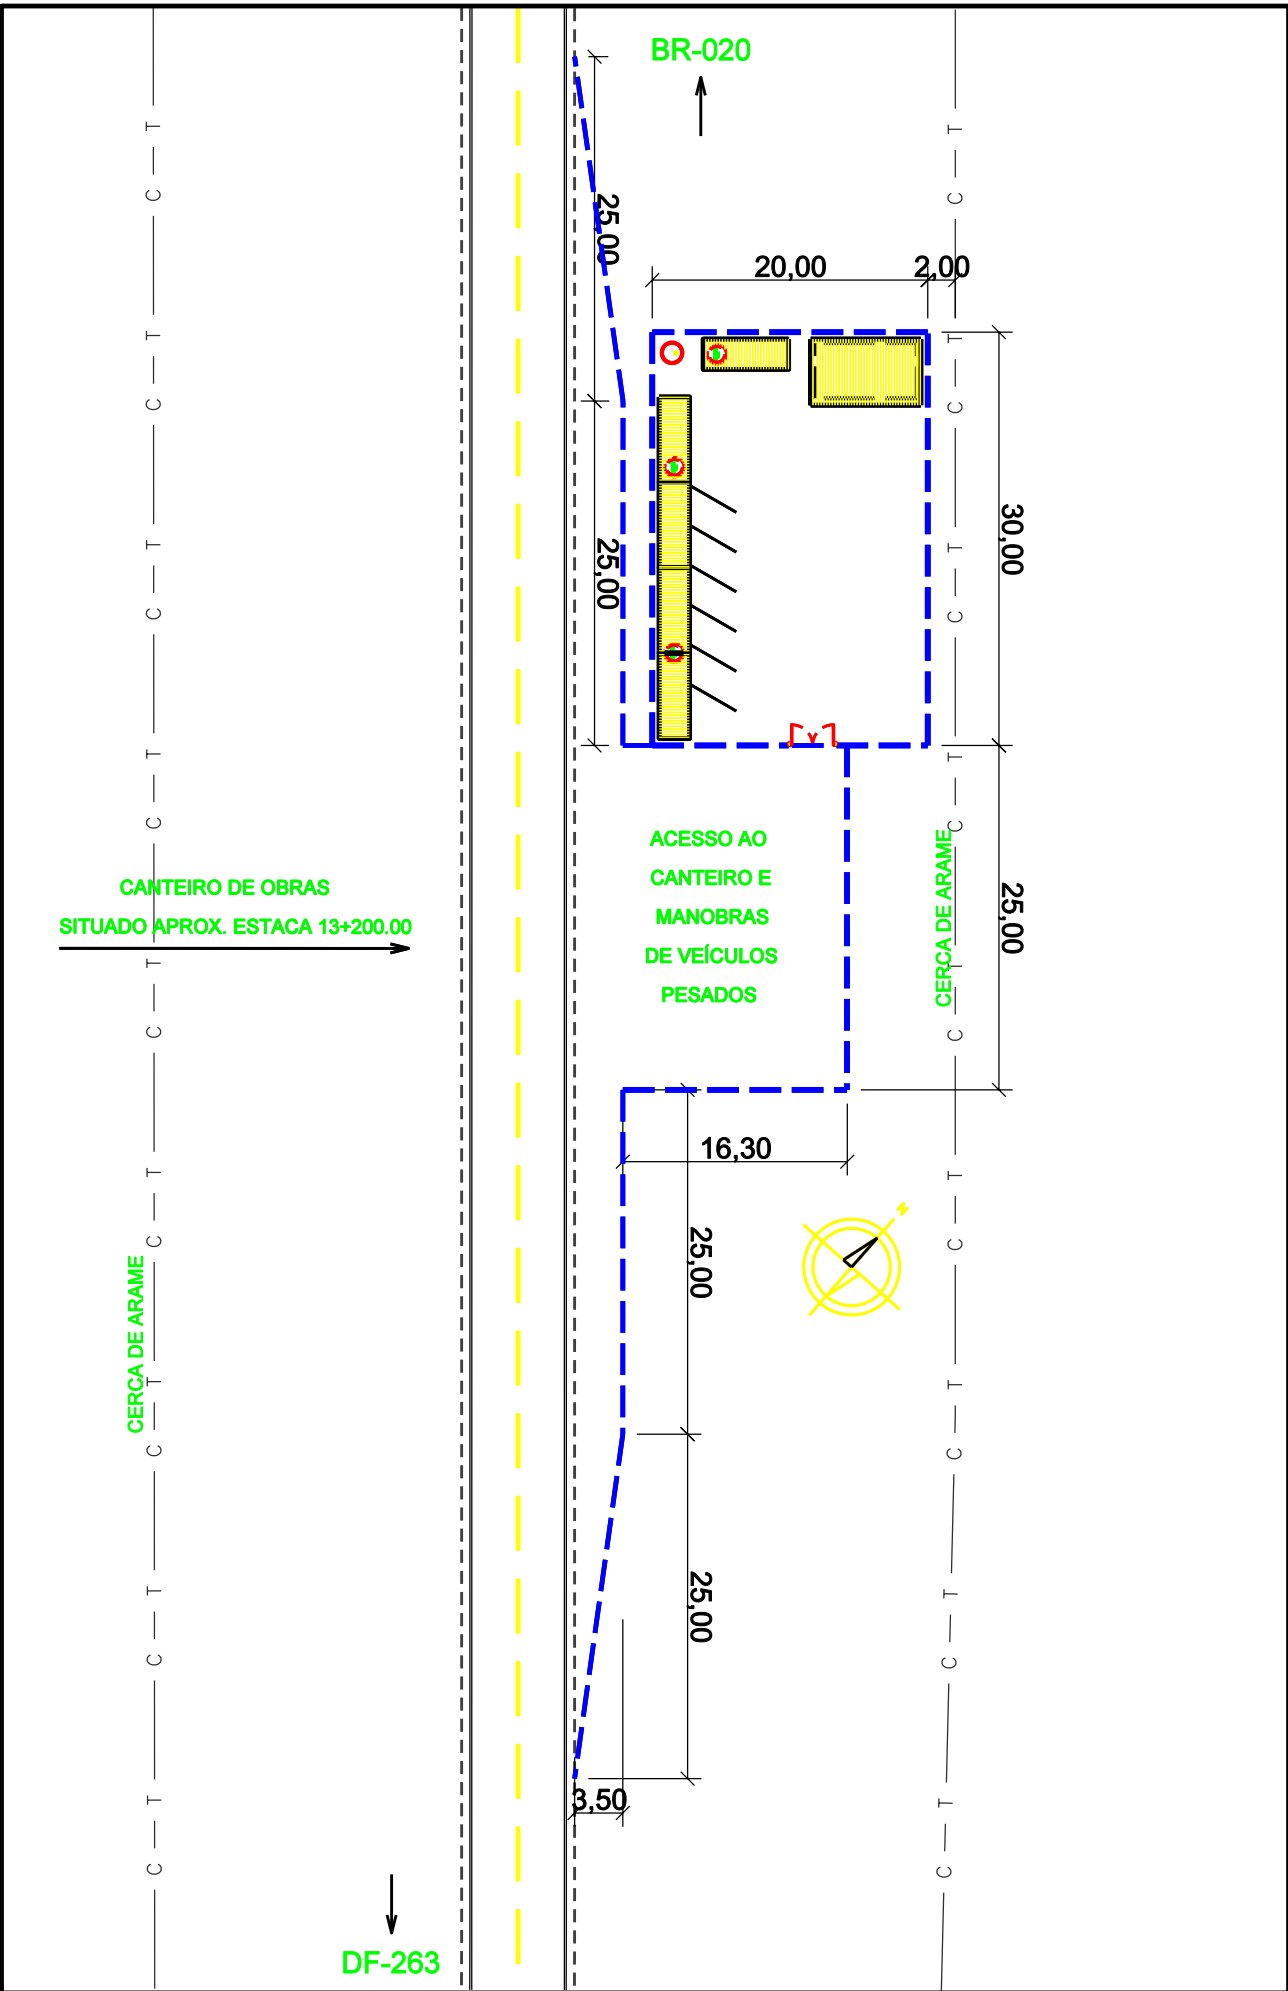 BR-020
25,00
20,00
2,00
30,00
25,00
ACESSO AO
CANTEIRO E
MANOBRAS
DE VEÍCULOS
PESADOS
CANTEIRO DE OBRAS
SITUADO APROX. ESTACA 13+200.00
CERCA DE ARAME
25,00
16,30
25,00
N
CERCA DE ARAME
25,00
3,50
DF-263
T
C
T
C
T
C
T
C
T
C
T
C
T
C
T
C
T
C
T
C
T
C
T
C
T
C
T
C
T
C
T
C
T
C
T
C